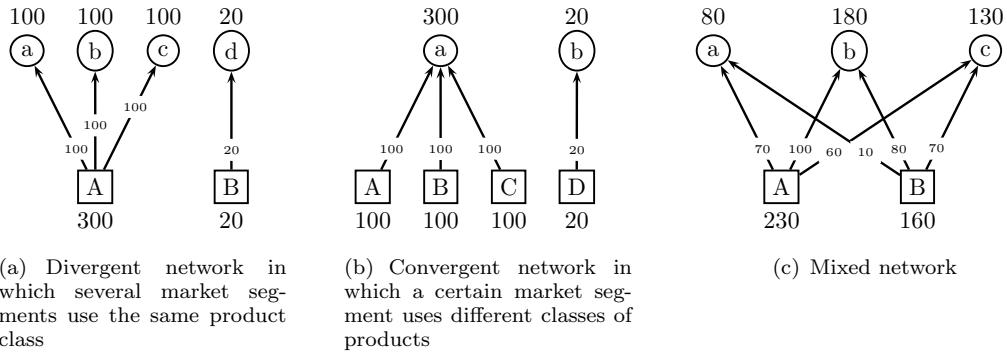 100 100 100 20
a b c d
100
100
100
20
A B
300 20
(a) Divergent network in
which several market seg-
ments use the same product
class
300 20
a b
100 100 100 20
A B C D
100 100 100 20
(b) Convergent network in
which a certain market seg-
ment uses different classes of
products
80 180 130
a b c
70 100 60 10 80 70
A B
230 160
(c) Mixed network